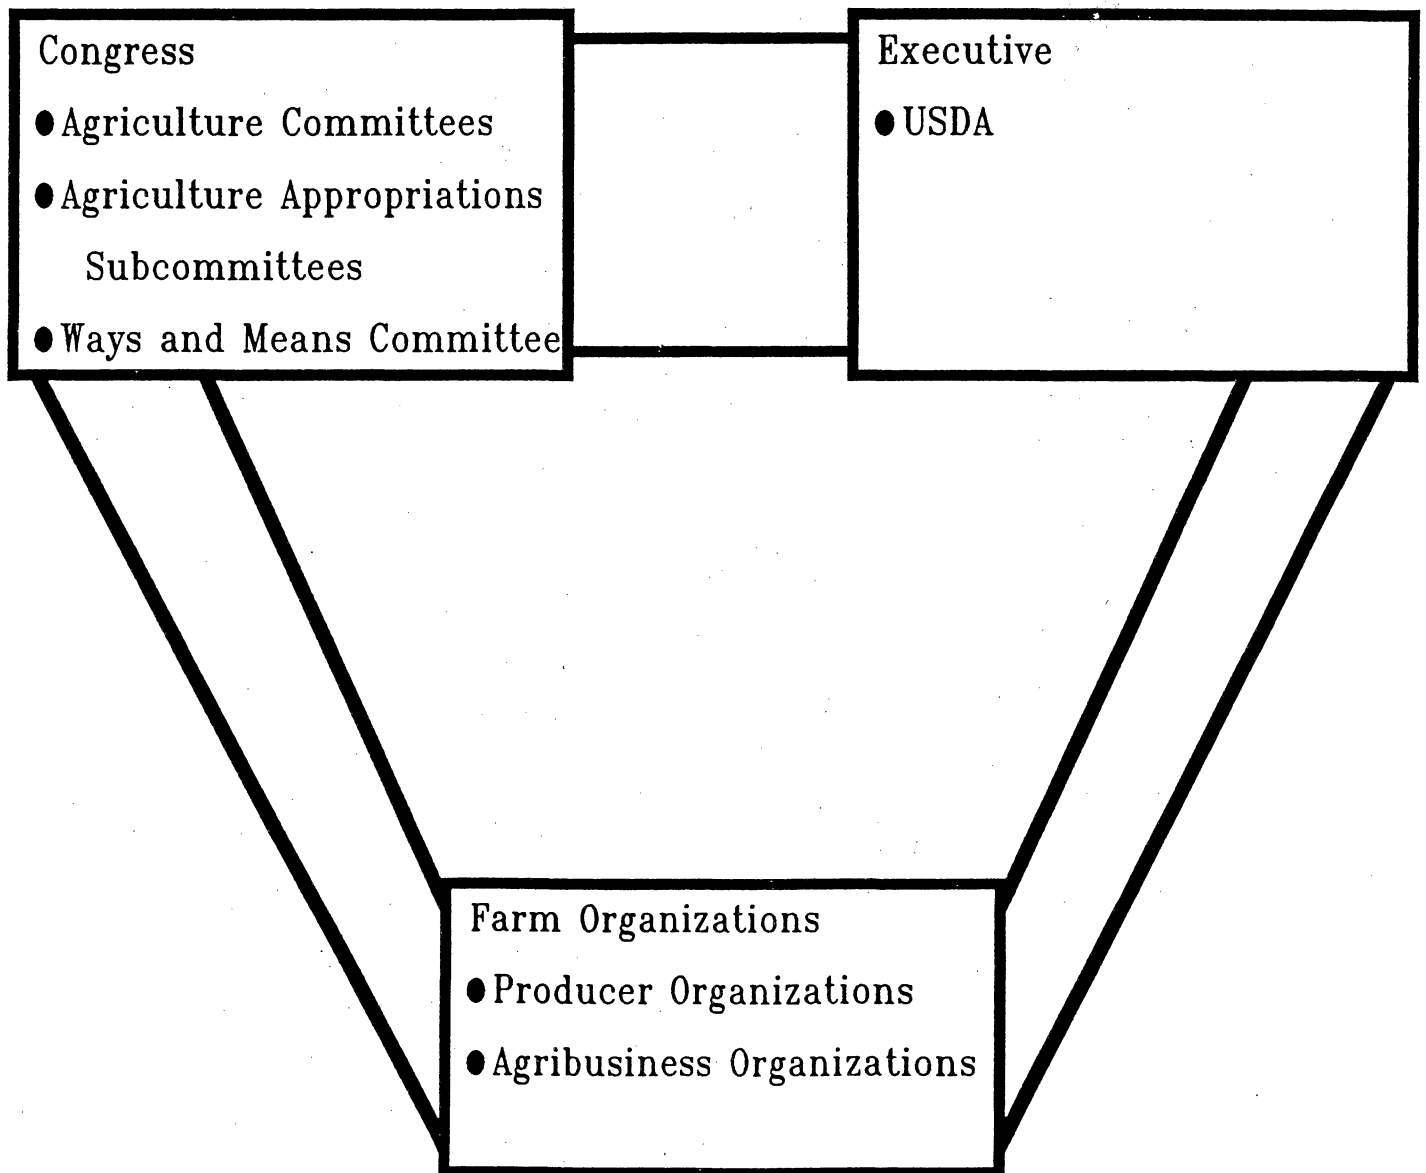 Congress
●Agriculture Committees
●Agriculture Appropriations
Subcommittees
●Ways and Means Committee
Executive
●USDA
Farm Organizations
●Producer Organizations
●Agribusiness Organizations